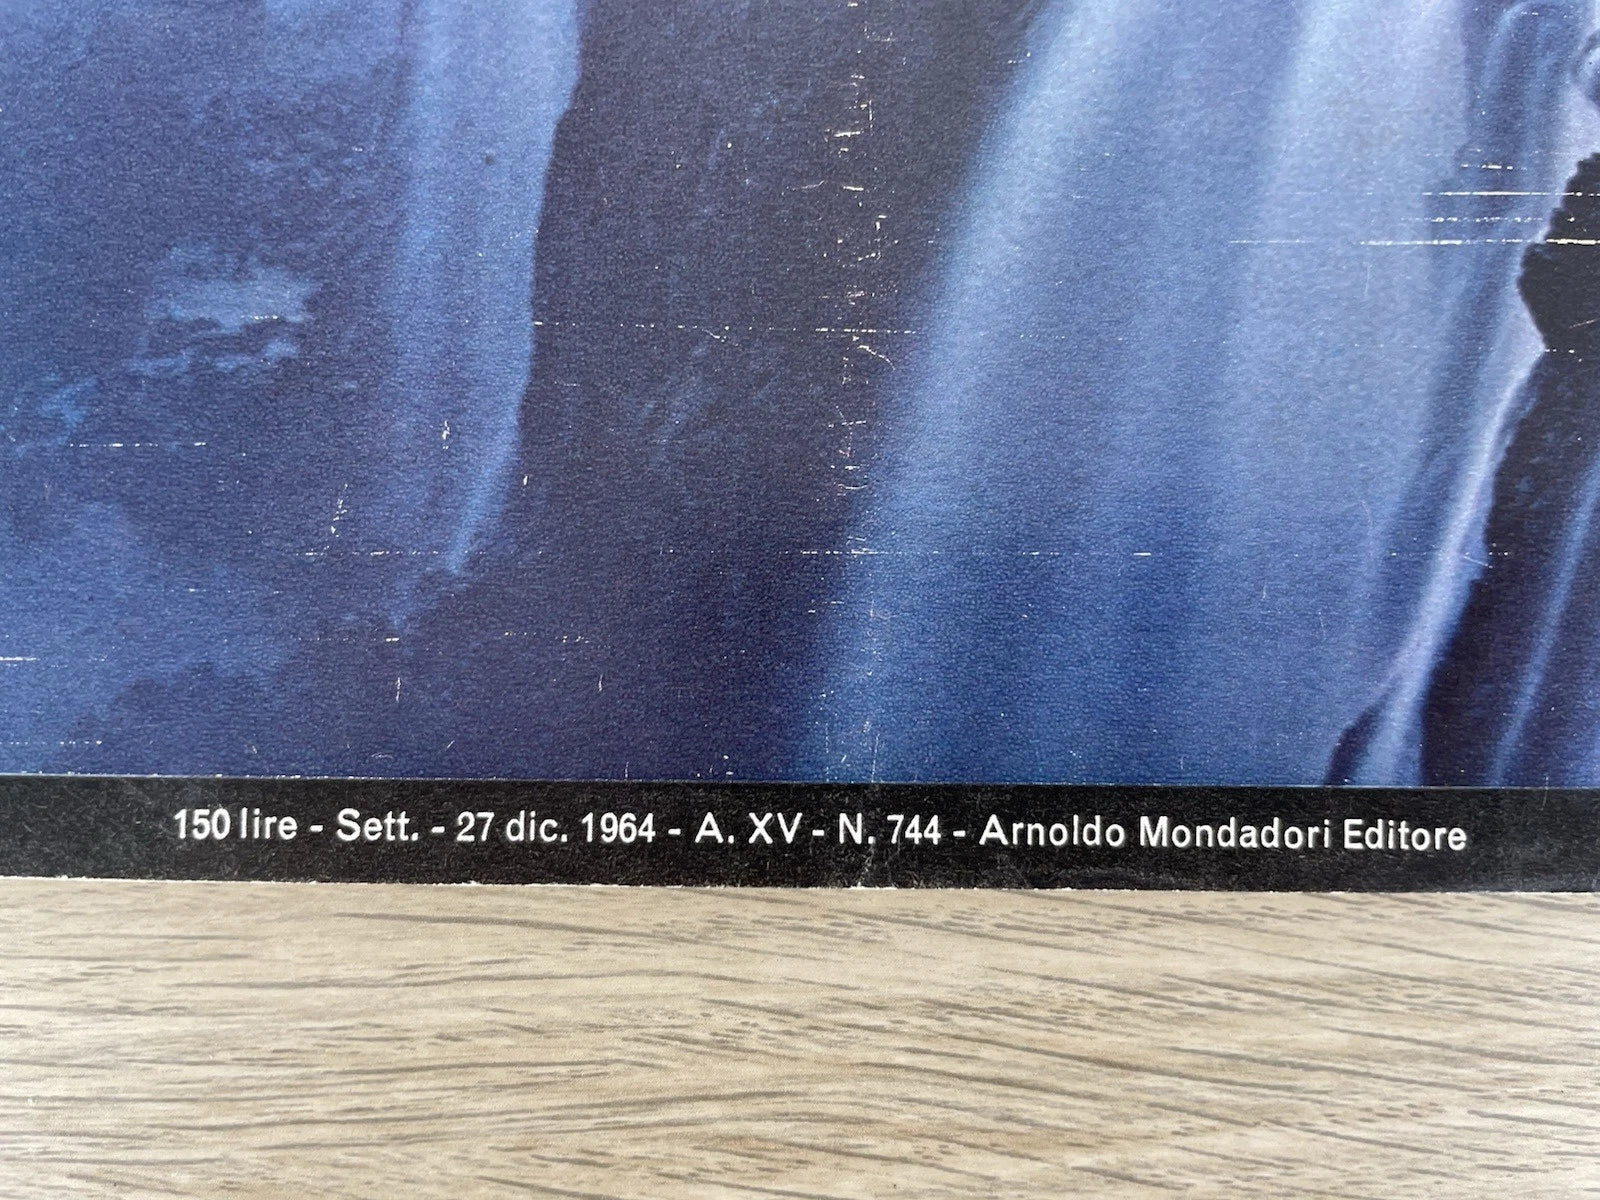 150 lire - Sett. - 27 dic. 1964 - A. XV - N. 744 - Arnoldo Mondadori Editore